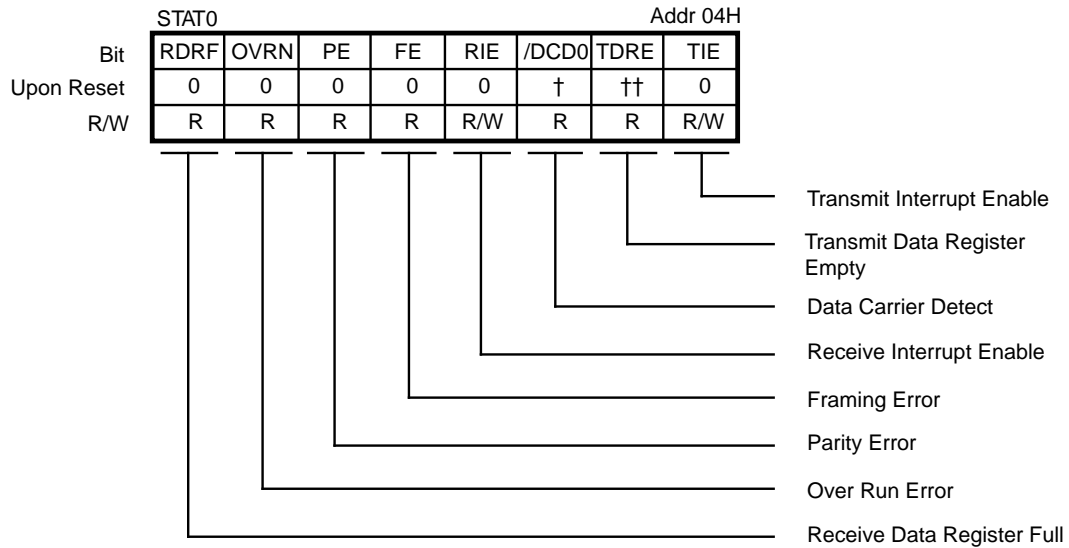 STAT0 Addr 04H
Bit RDRF OVRN PE FE RIE /DCD0 TDRE TIE
Upon Reset 0 0 0 0 0 † †† 0
R/W R R R R R/W R R R/W
Transmit Interrupt Enable
Transmit Data Register
Empty
Data Carrier Detect
Receive Interrupt Enable
Framing Error
Parity Error
Over Run Error
Receive Data Register Full